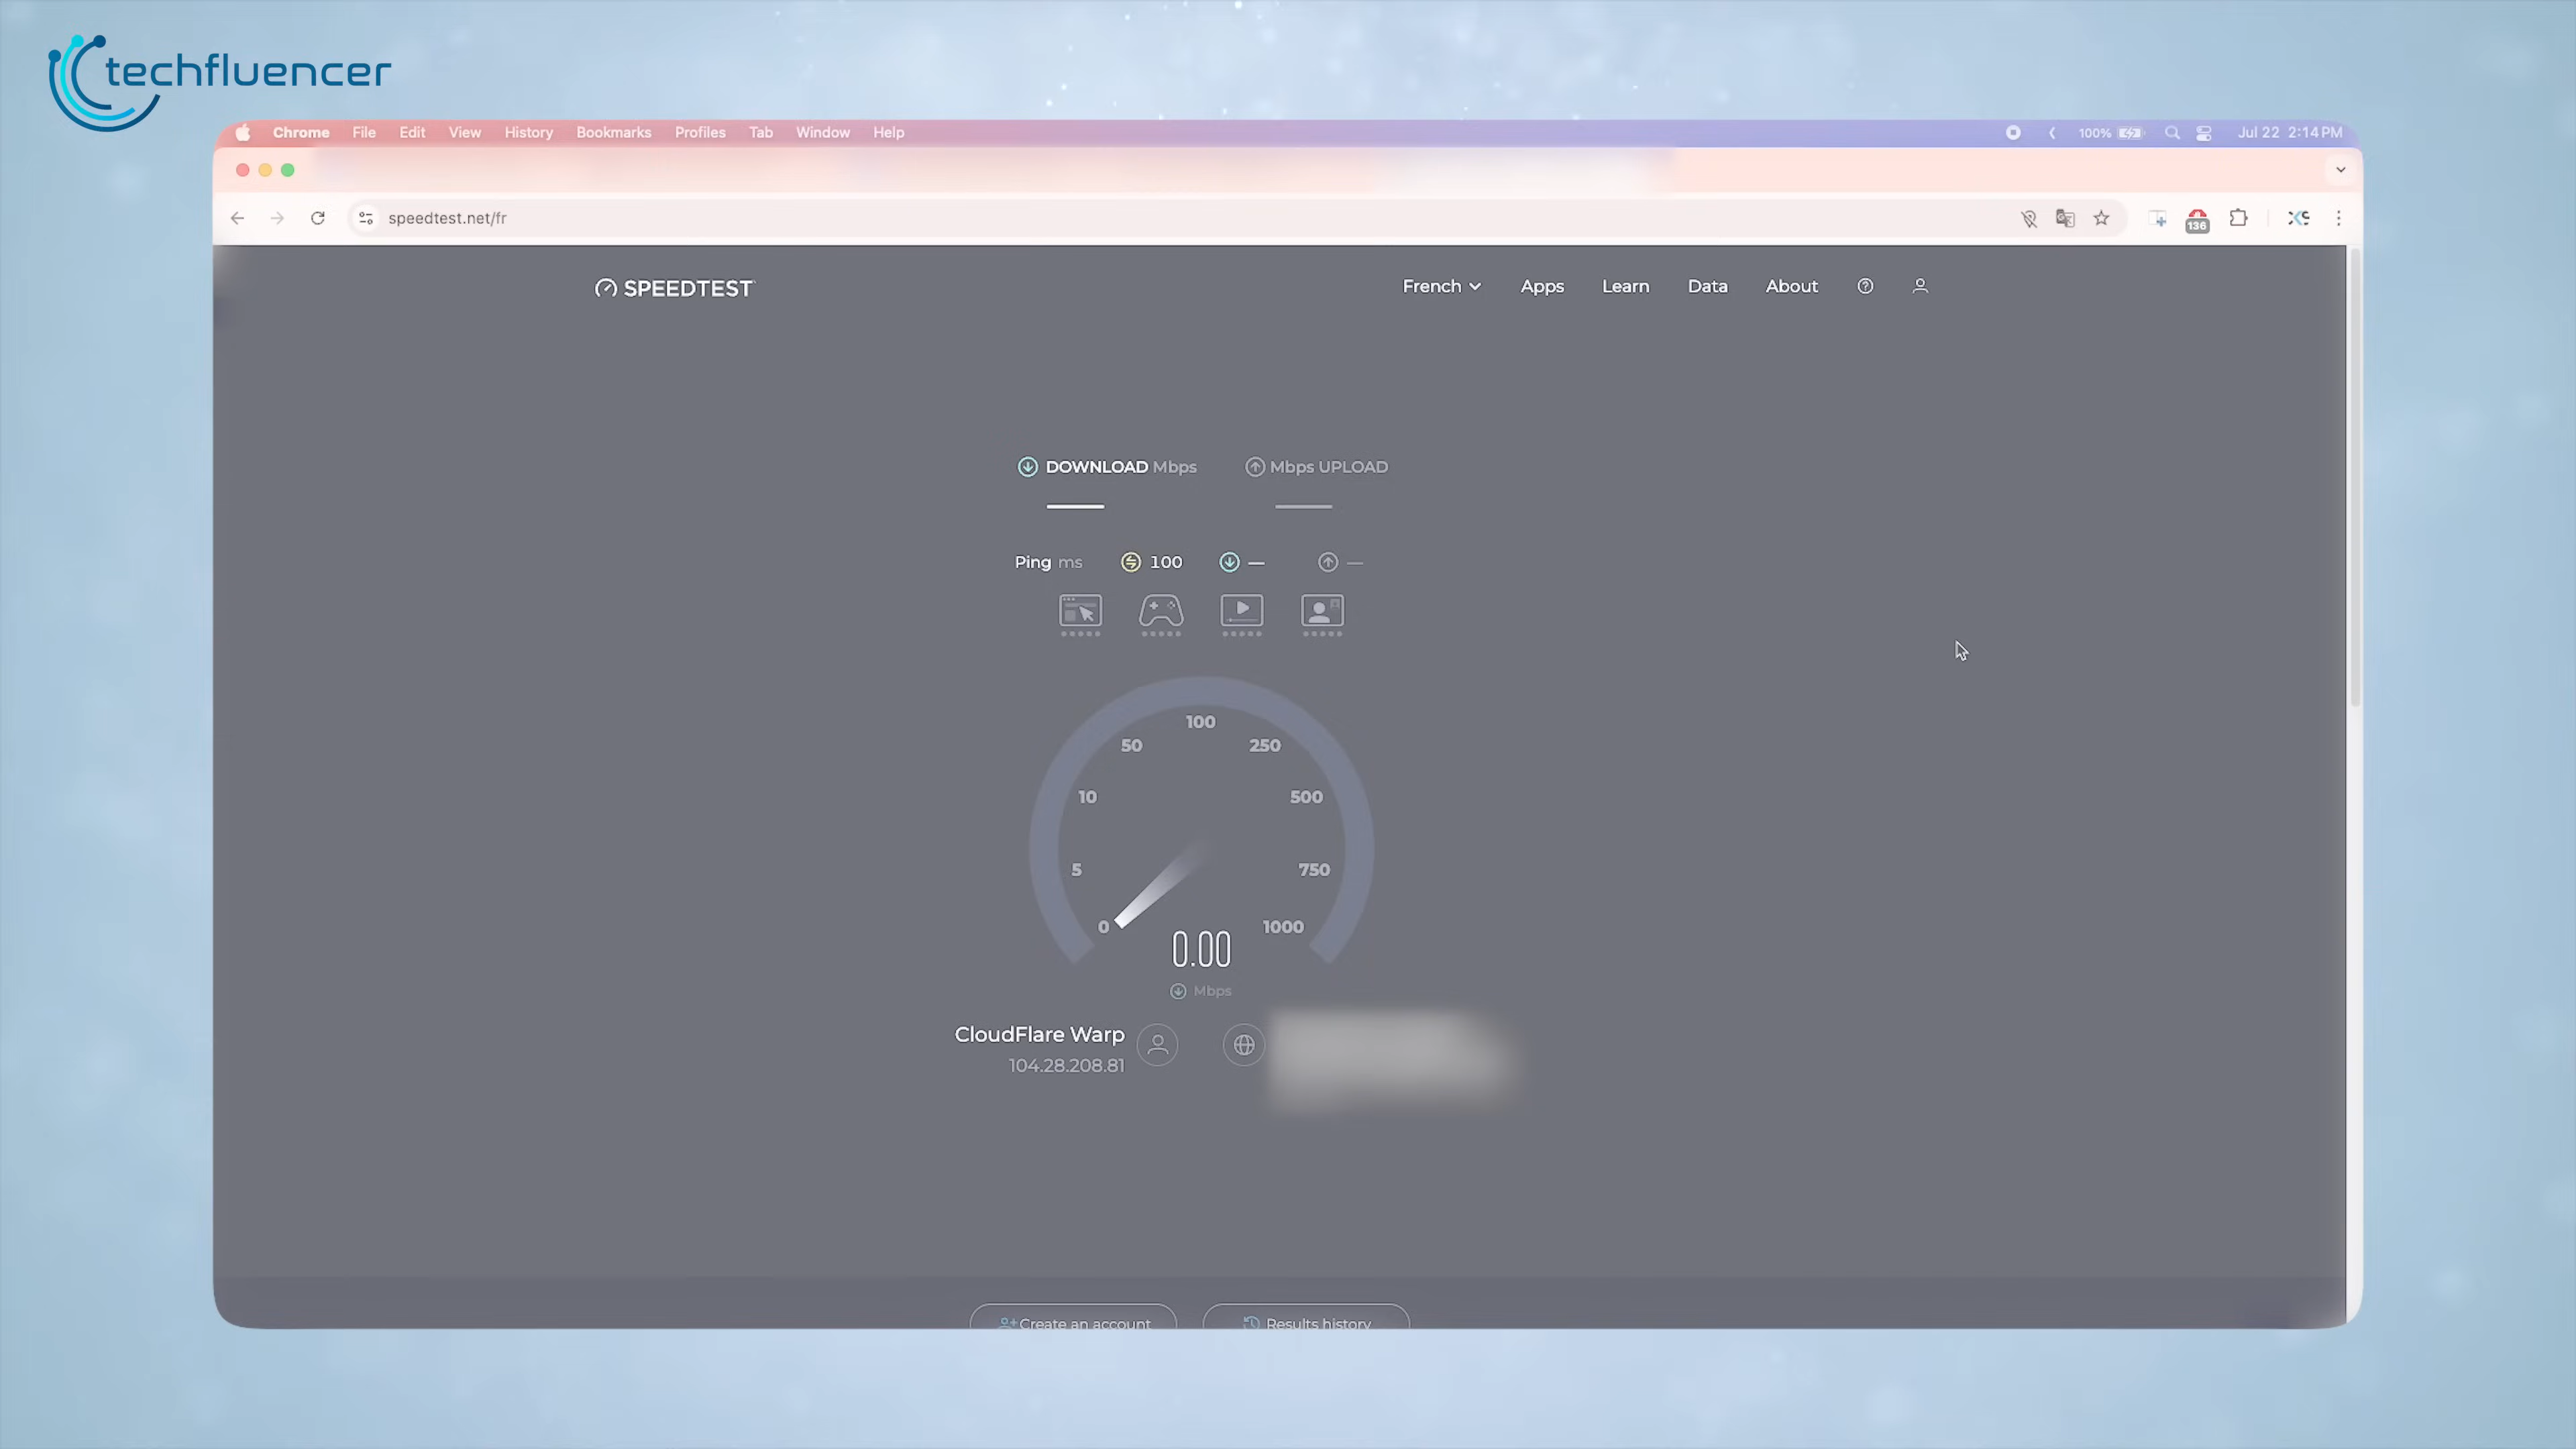 techfluencer
Chrome File Edit View History Bookmarks Profiles Tab Window Help 100% Jul 22 2:14 PM
speedtest.net/fr 136
SPEEDTEST French Apps Learn Data About
DOWNLOAD Mbps Mbps UPLOAD
Ping ms 100 — —
100
50 250
10 500
5 750
0 1000
0.00
Mbps
CloudFlare Warp
104.28.208.81
Create an account Results history